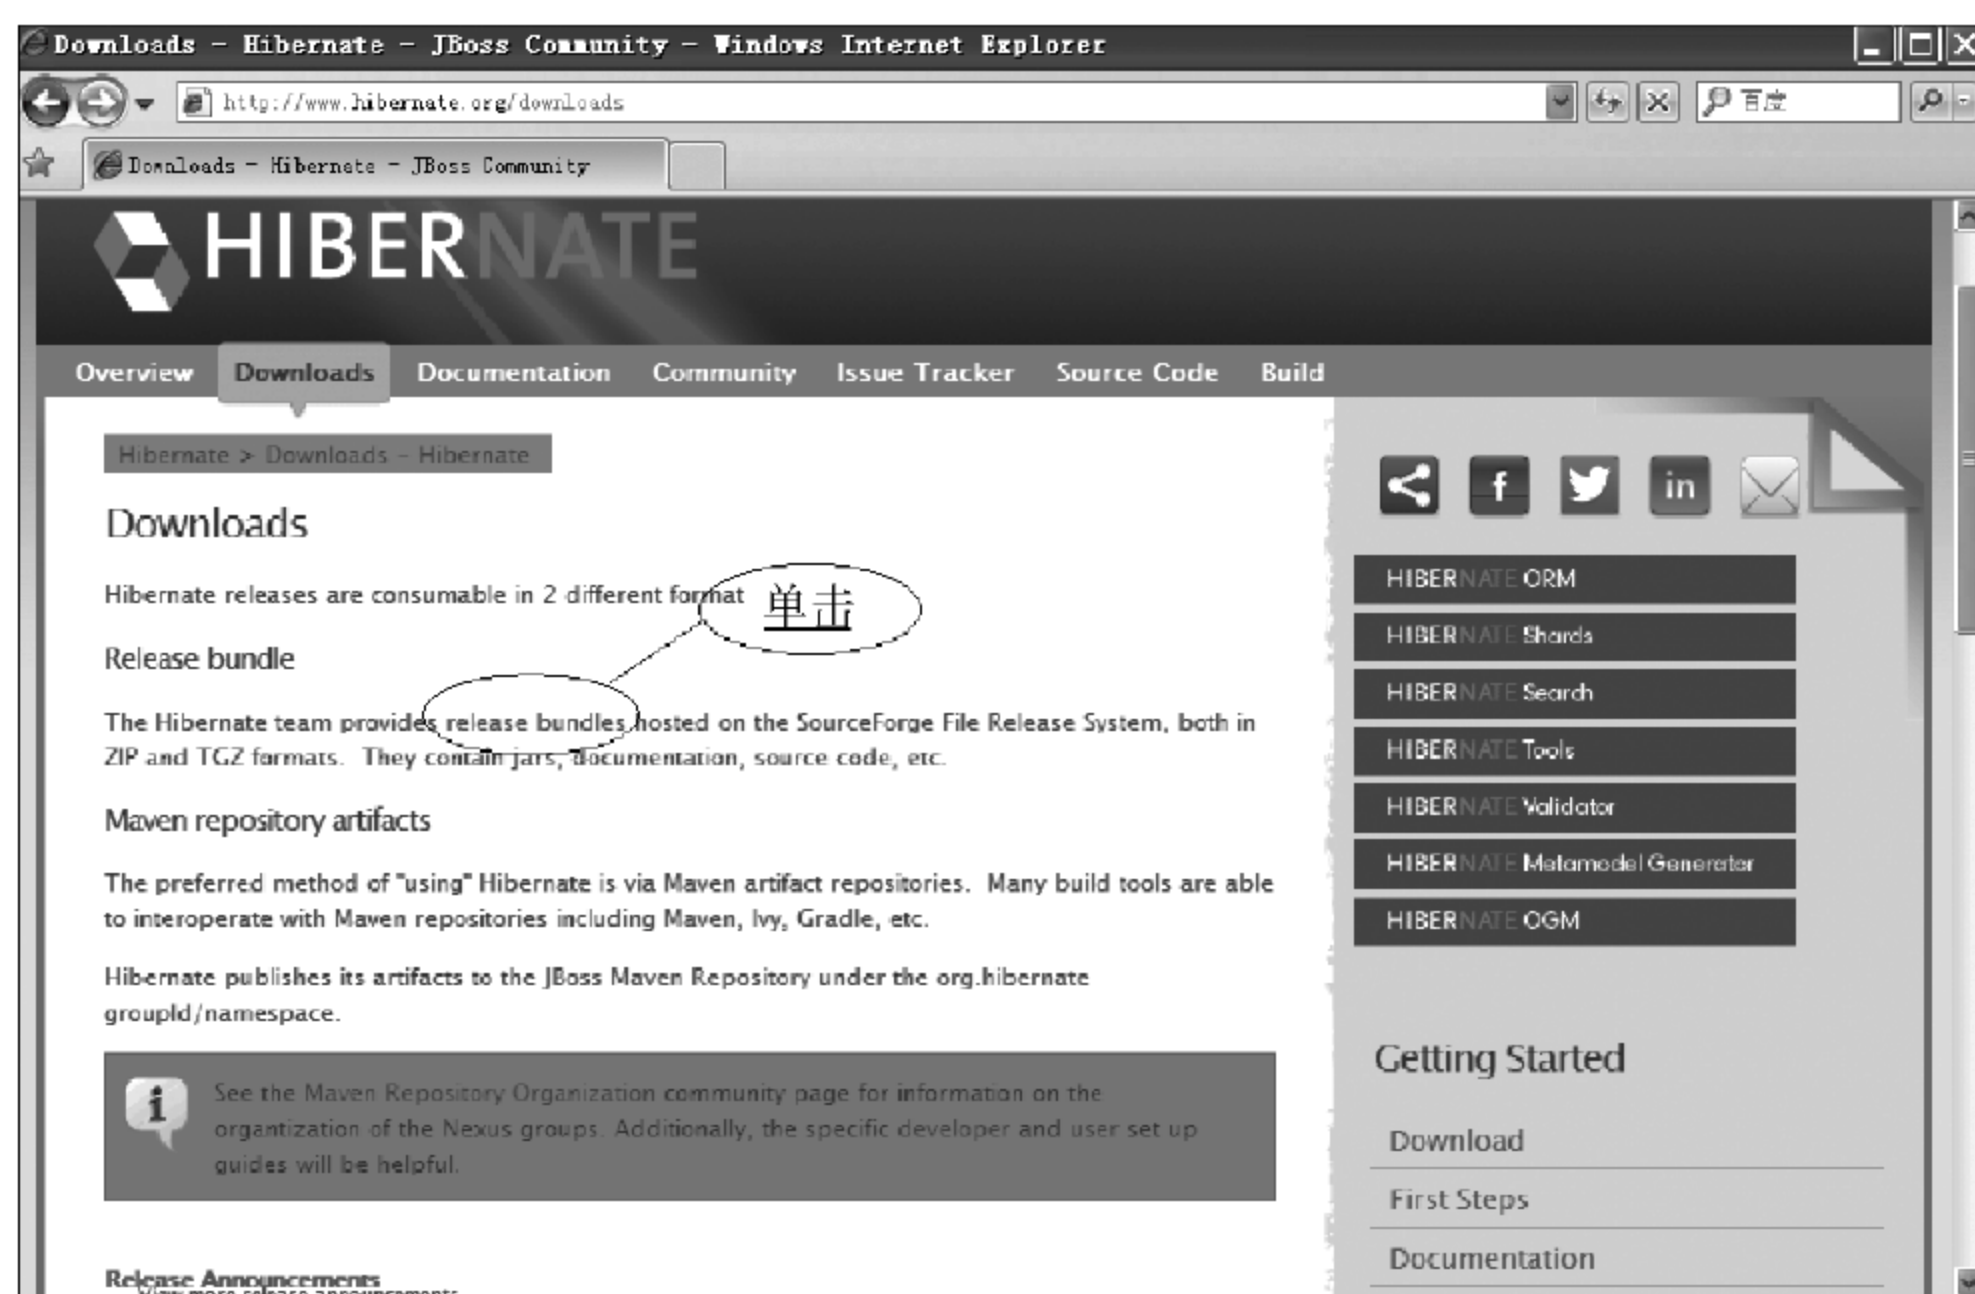 Downloads - Hibernate - JBoss Community - Windows Internet Explorer
http://www.hibernate.org/downloads
百度
Downloads - Hibernate - JBoss Community
HIBERNATE
Overview Downloads Documentation Community Issue Tracker Source Code Build
Hibernate > Downloads - Hibernate
Downloads
Hibernate releases are consumable in 2 different format
单击
Release bundle
The Hibernate team provides release bundles hosted on the SourceForge File Release System, both in
ZIP and TGZ formats. They contain jars, documentation, source code, etc.
Maven repository artifacts
The preferred method of "using" Hibernate is via Maven artifact repositories. Many build tools are able
to interoperate with Maven repositories including Maven, Ivy, Gradle, etc.
Hibernate publishes its artifacts to the JBoss Maven Repository under the org.hibernate
groupId/namespace.
i
See the Maven Repository Organization community page for information on the
organtization of the Nexus groups. Additionally, the specific developer and user set up
guides will be helpful.
Release Announcements
View more release announcements
f
in
HIBERNATE ORM
HIBERNATE Shards
HIBERNATE Search
HIBERNATE Tools
HIBERNATE Validator
HIBERNATE Metamodel Generator
HIBERNATE OGM
Getting Started
Download
First Steps
Documentation